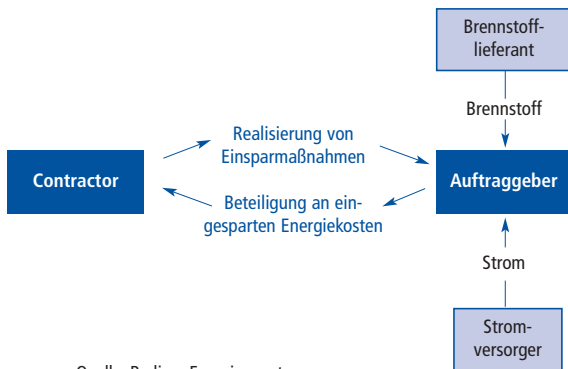 Brennstoff-
lieferant
Brennstoff
Realisierung von
Einsparmaßnahmen
Contractor
Auftraggeber
Beteiligung an ein-
gesparten Energiekosten
Strom
Strom-
versorger